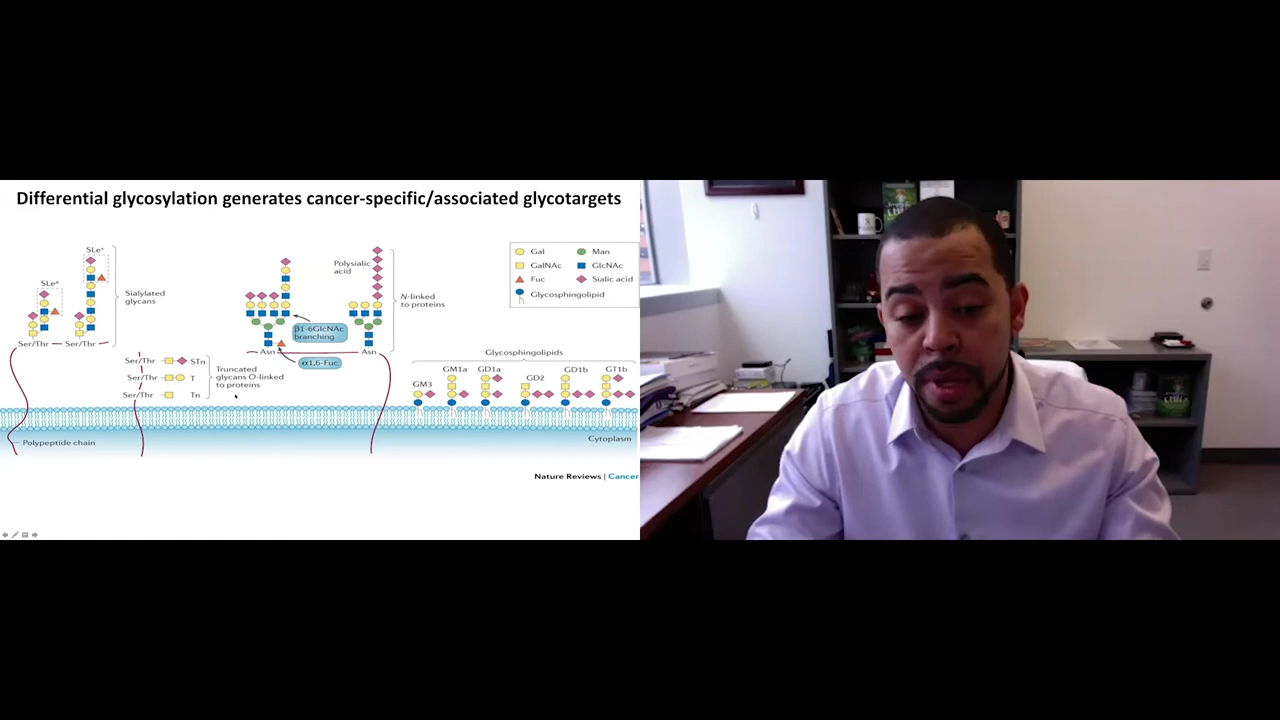 Differential glycosylation generates cancer-specific/associated glycotargets
SLeˣ
SLeᵃ
Sialylated
glycans
Ser/Thr
Ser/Thr
Ser/Thr
STn
Ser/Thr
T
Ser/Thr
Tn
Truncated
glycans O-linked
to proteins
Polypeptide chain
Polysialic
acid
N-linked
to proteins
β1-6GlcNAc
branching
Asn
Asn
α1,6-Fuc
Gal
Man
GalNAc
GlcNAc
Fuc
Sialic acid
Glycosphingolipid
Glycosphingolipids
GM3
GM1a
GD1a
GD2
GD1b
GT1b
Cytoplasm
Nature Reviews | Cancer